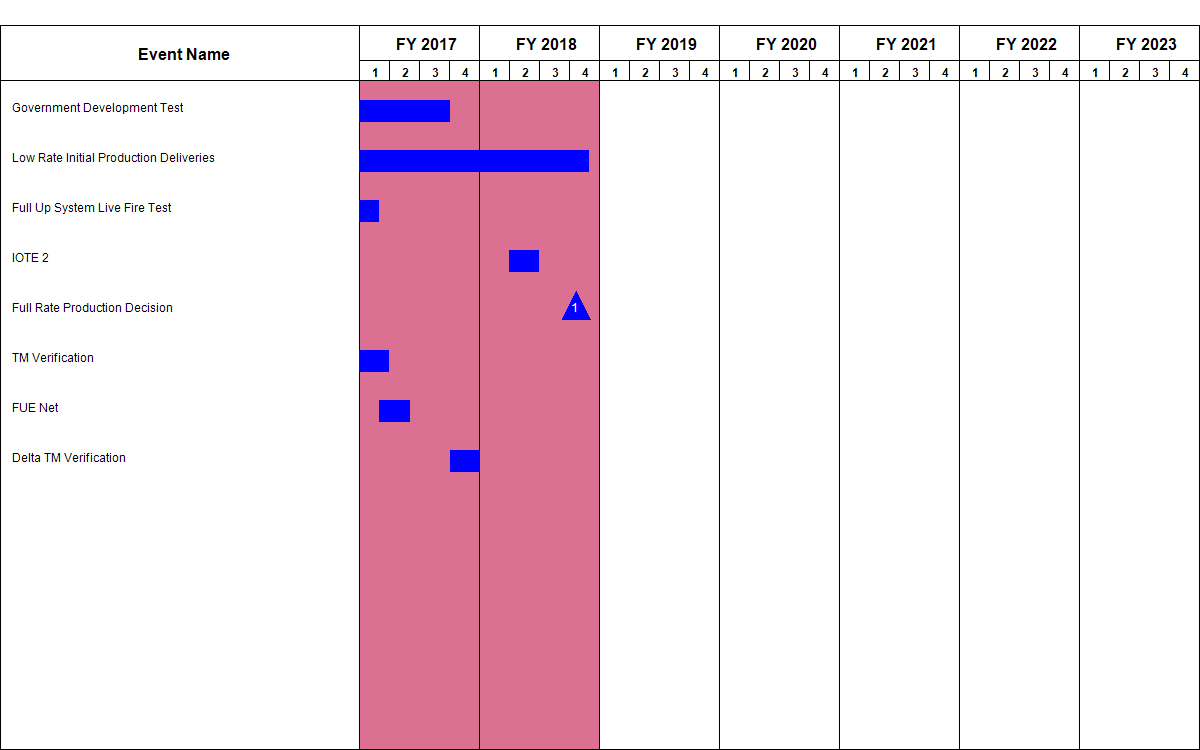 Event Name
FY 2017 FY 2018 FY 2019 FY 2020 FY 2021 FY 2022 FY 2023
1 2 3 4 1 2 3 4 1 2 3 4 1 2 3 4 1 2 3 4 1 2 3 4 1 2 3 4
Government Development Test
Low Rate Initial Production Deliveries
Full Up System Live Fire Test
IOTE 2
Full Rate Production Decision 1
TM Verification
FUE Net
Delta TM Verification